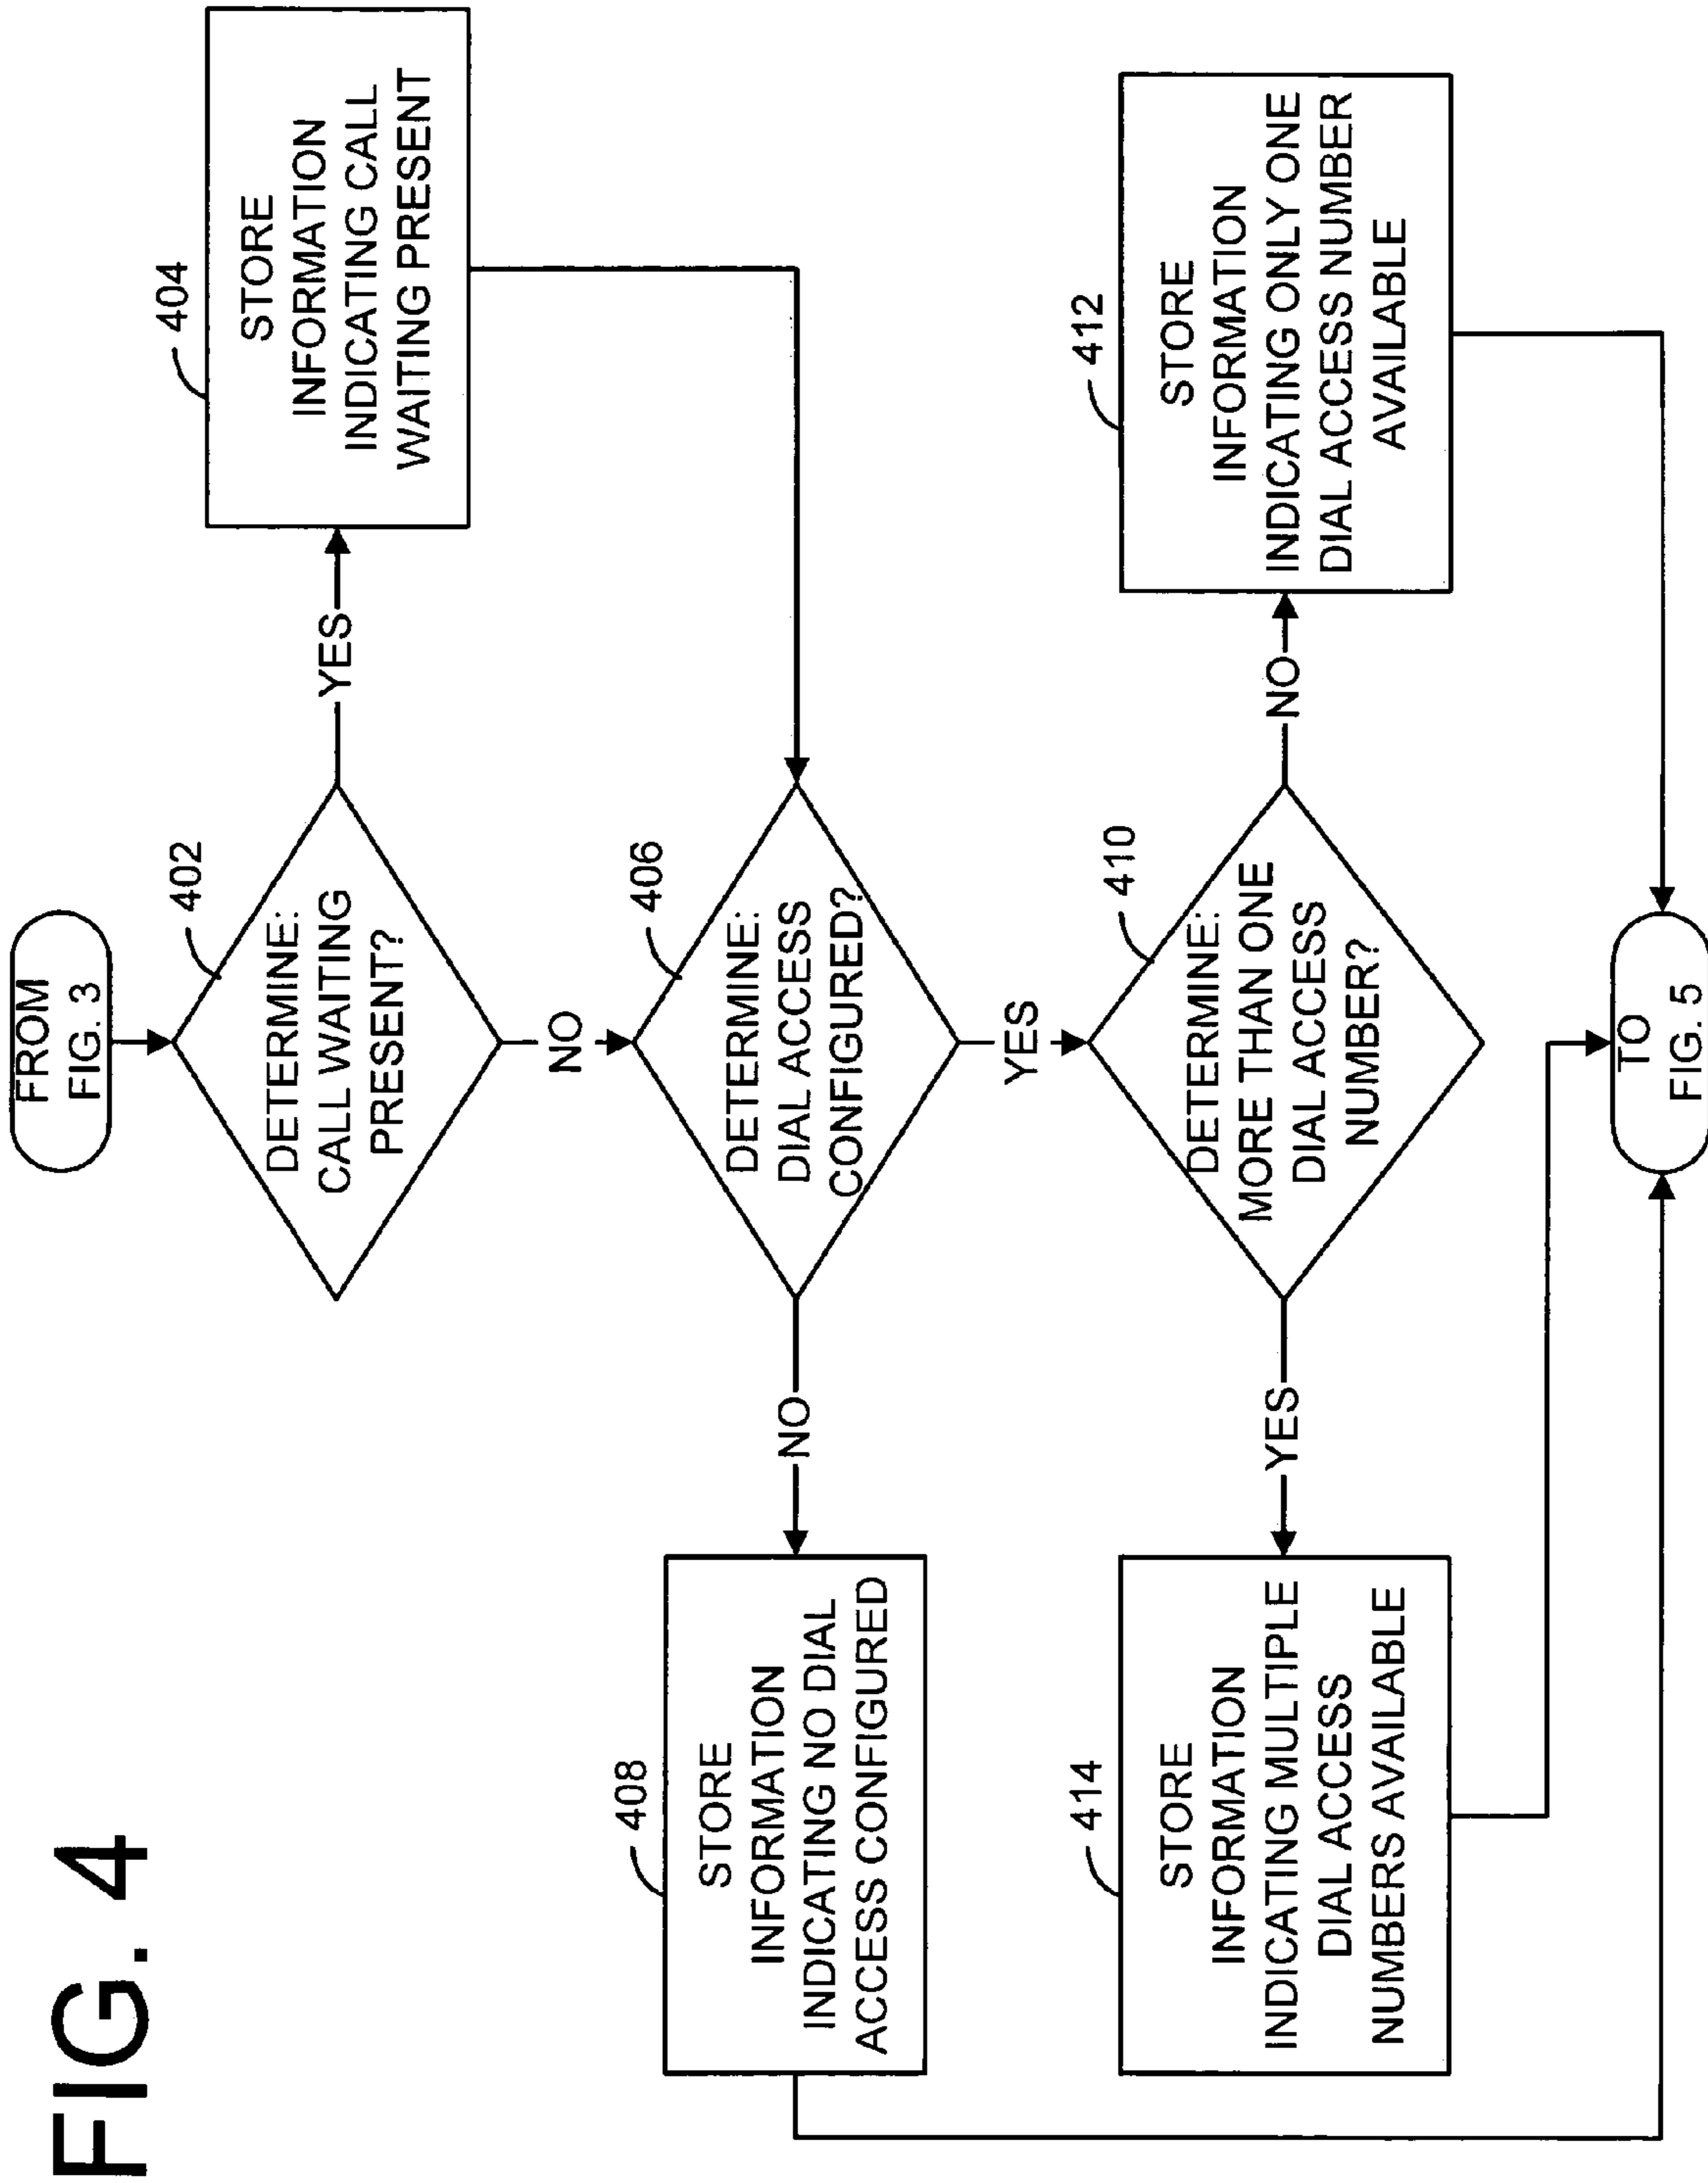 FIG. 4
FROM
FIG. 3
402
DETERMINE:
CALL WAITING
PRESENT?
YES
404
STORE
INFORMATION
INDICATING CALL
WAITING PRESENT
NO
406
DETERMINE:
DIAL ACCESS
CONFIGURED?
NO
408
STORE
INFORMATION
INDICATING NO DIAL
ACCESS CONFIGURED
YES
410
DETERMINE:
MORE THAN ONE
DIAL ACCESS
NUMBER?
NO
412
STORE
INFORMATION
INDICATING ONLY ONE
DIAL ACCESS NUMBER
AVAILABLE
YES
414
STORE
INFORMATION
INDICATING MULTIPLE
DIAL ACCESS
NUMBERS AVAILABLE
TO
FIG. 5